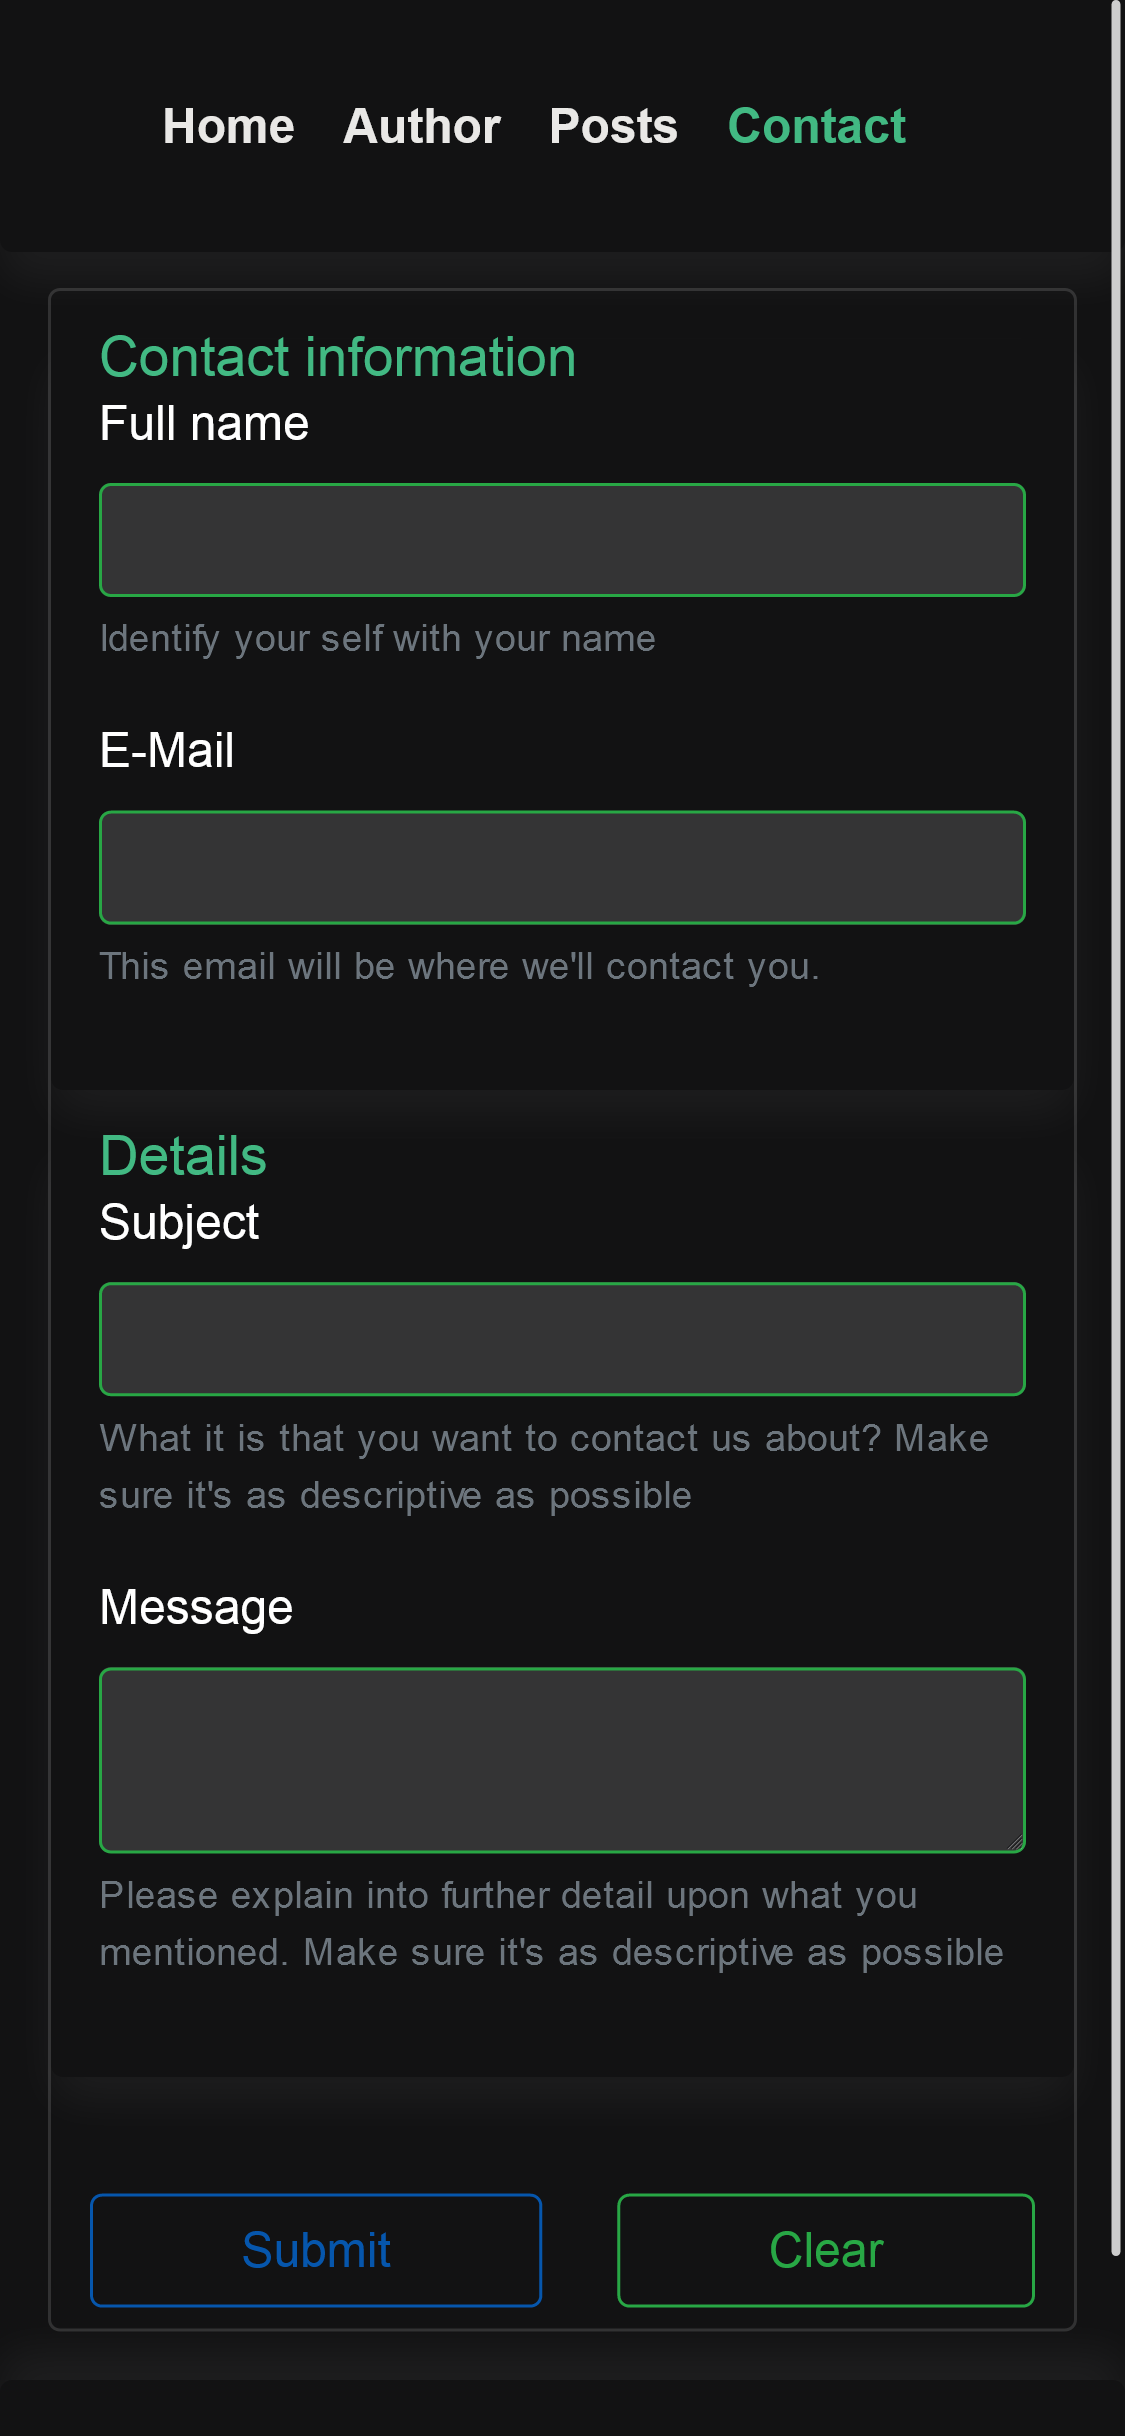 Home Author Posts Contact
Contact information
Full name
Identify your self with your name
E-Mail
This email will be where we'll contact you.
Details
Subject
What it is that you want to contact us about? Make
sure it's as descriptive as possible
Message
Please explain into further detail upon what you
mentioned. Make sure it's as descriptive as possible
Submit Clear